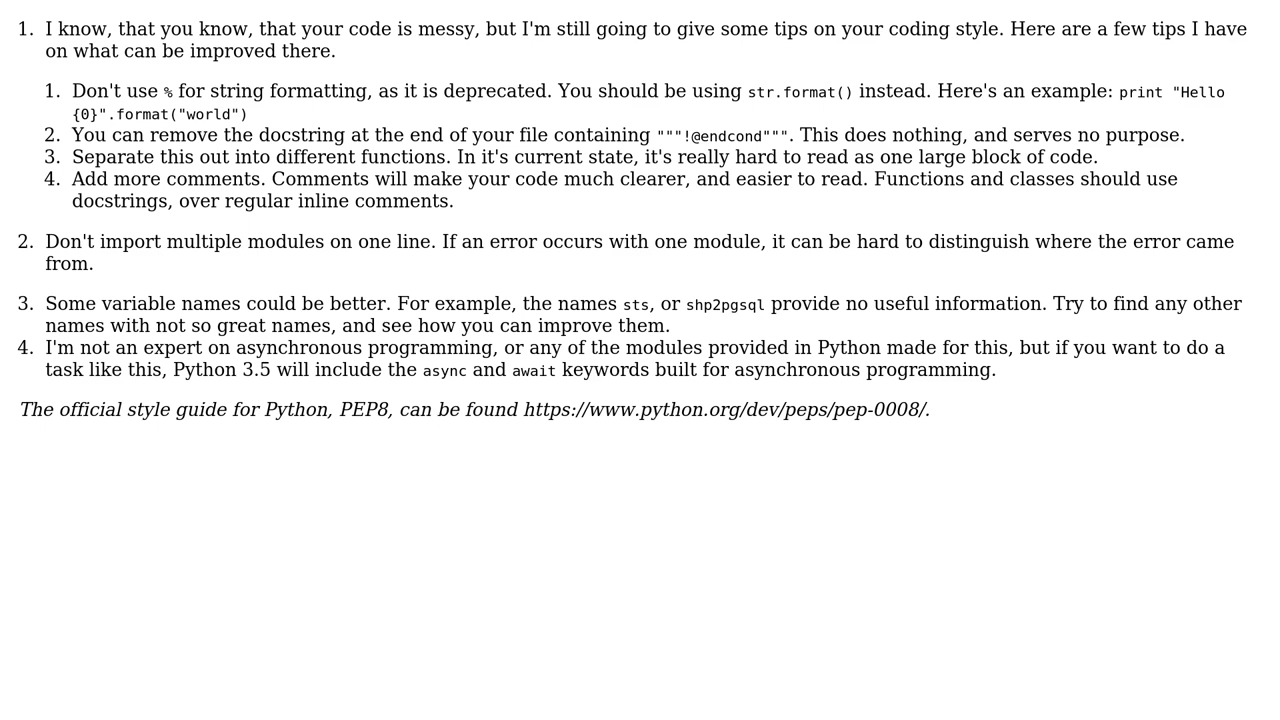 1. I know, that you know, that your code is messy, but I'm still going to give some tips on your coding style. Here are a few tips I have
on what can be improved there.
1. Don't use % for string formatting, as it is deprecated. You should be using str.format() instead. Here's an example: print "Hello
{0}".format("world")
2. You can remove the docstring at the end of your file containing """!@endcond""". This does nothing, and serves no purpose.
3. Separate this out into different functions. In it's current state, it's really hard to read as one large block of code.
4. Add more comments. Comments will make your code much clearer, and easier to read. Functions and classes should use
docstrings, over regular inline comments.
2. Don't import multiple modules on one line. If an error occurs with one module, it can be hard to distinguish where the error came
from.
3. Some variable names could be better. For example, the names sts, or shp2pgsql provide no useful information. Try to find any other
names with not so great names, and see how you can improve them.
4. I'm not an expert on asynchronous programming, or any of the modules provided in Python made for this, but if you want to do a
task like this, Python 3.5 will include the async and await keywords built for asynchronous programming.
The official style guide for Python, PEP8, can be found https://www.python.org/dev/peps/pep-0008/.